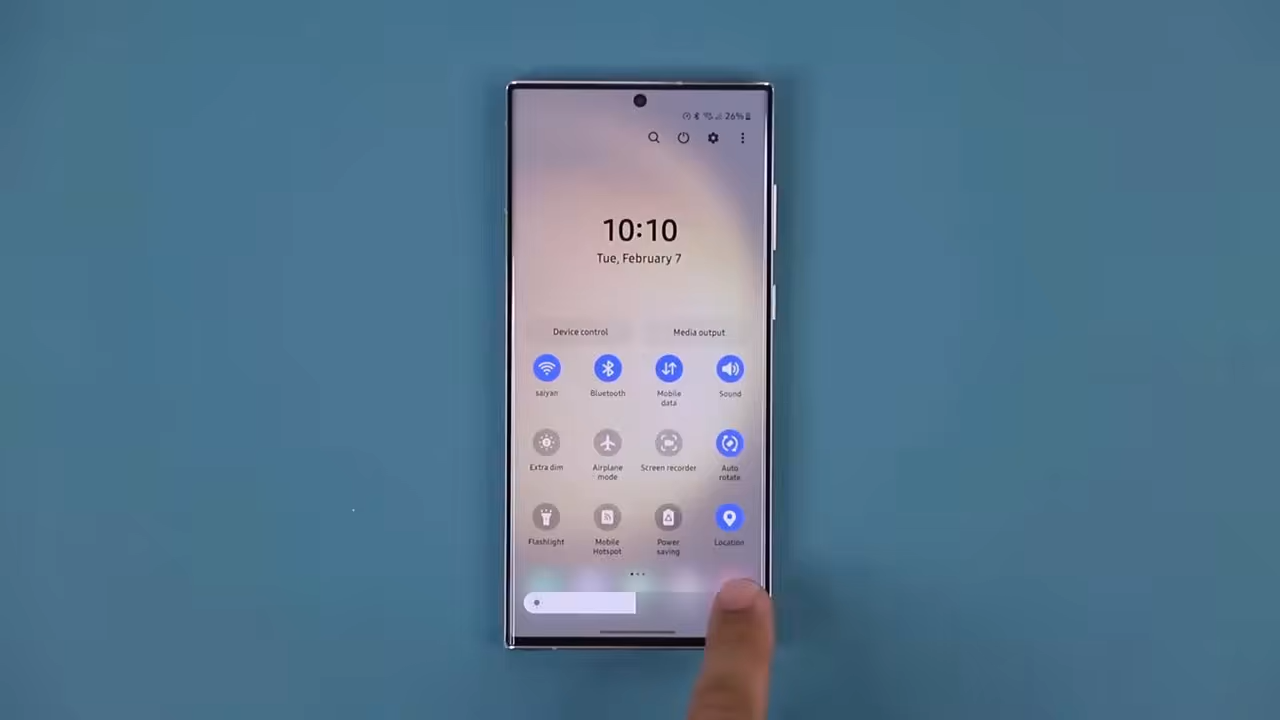 26%
10:10
Tue, February 7
Device control Media output
saiyan Bluetooth Mobile data Sound
Extra dim Airplane mode Screen recorder Auto rotate
Flashlight Mobile Hotspot Power saving Location